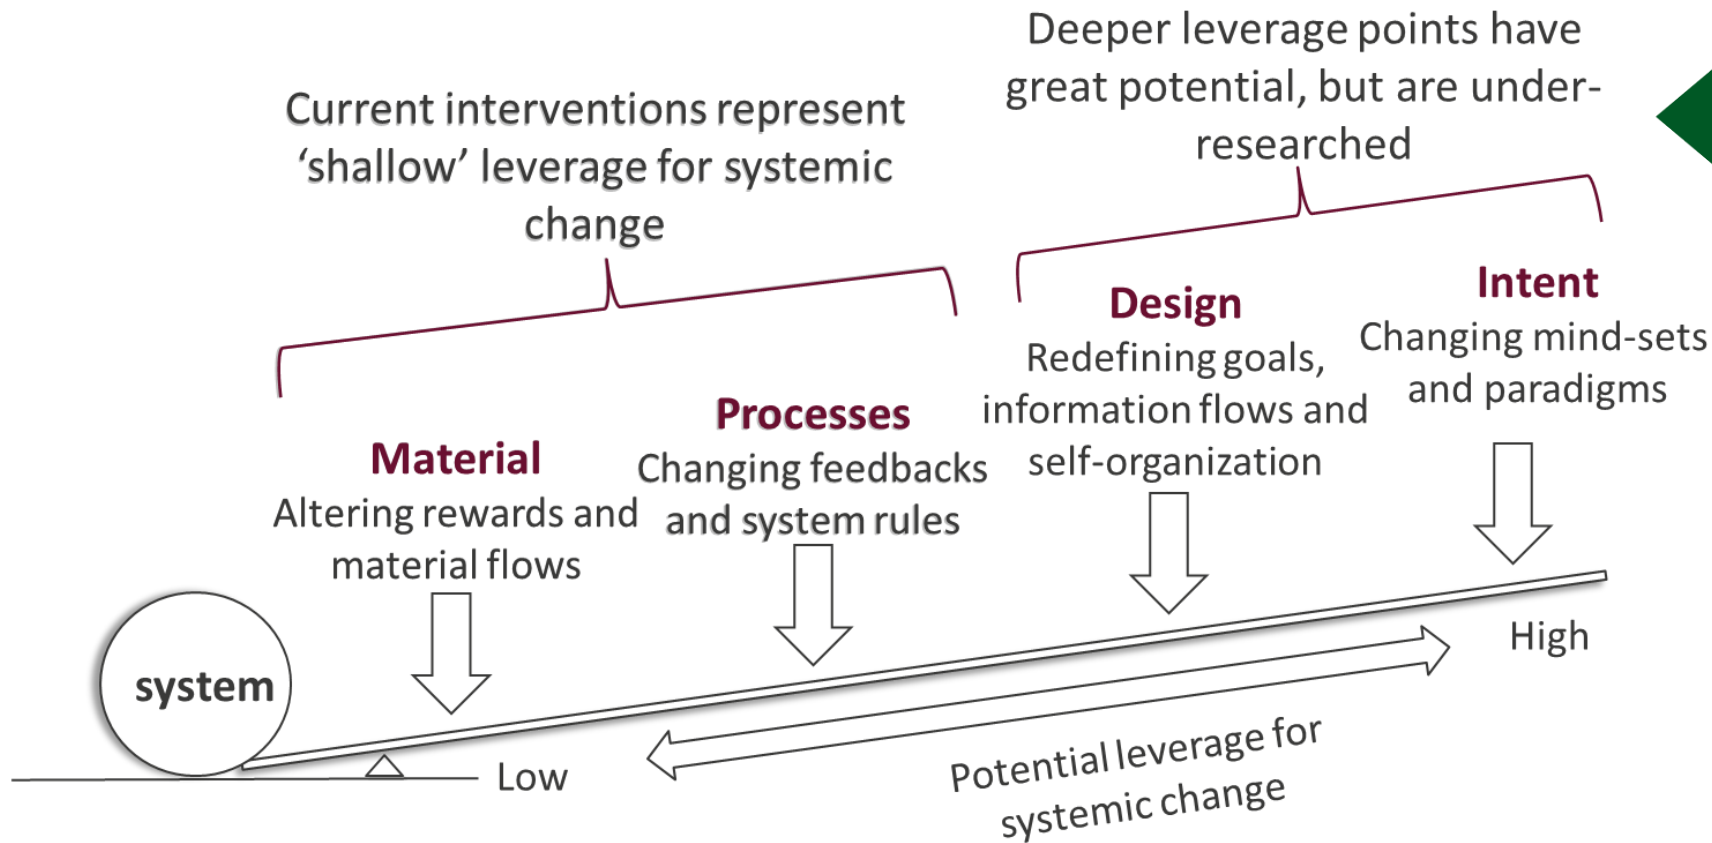 Current interventions represent
‘shallow’ leverage for systemic
change
Deeper leverage points have
great potential, but are under-
researched
Material
Altering rewards and
material flows
Processes
Changing feedbacks
and system rules
Design
Redefining goals,
information flows and
self-organization
Intent
Changing mind-sets
and paradigms
system
Low
High
Potential leverage for
systemic change